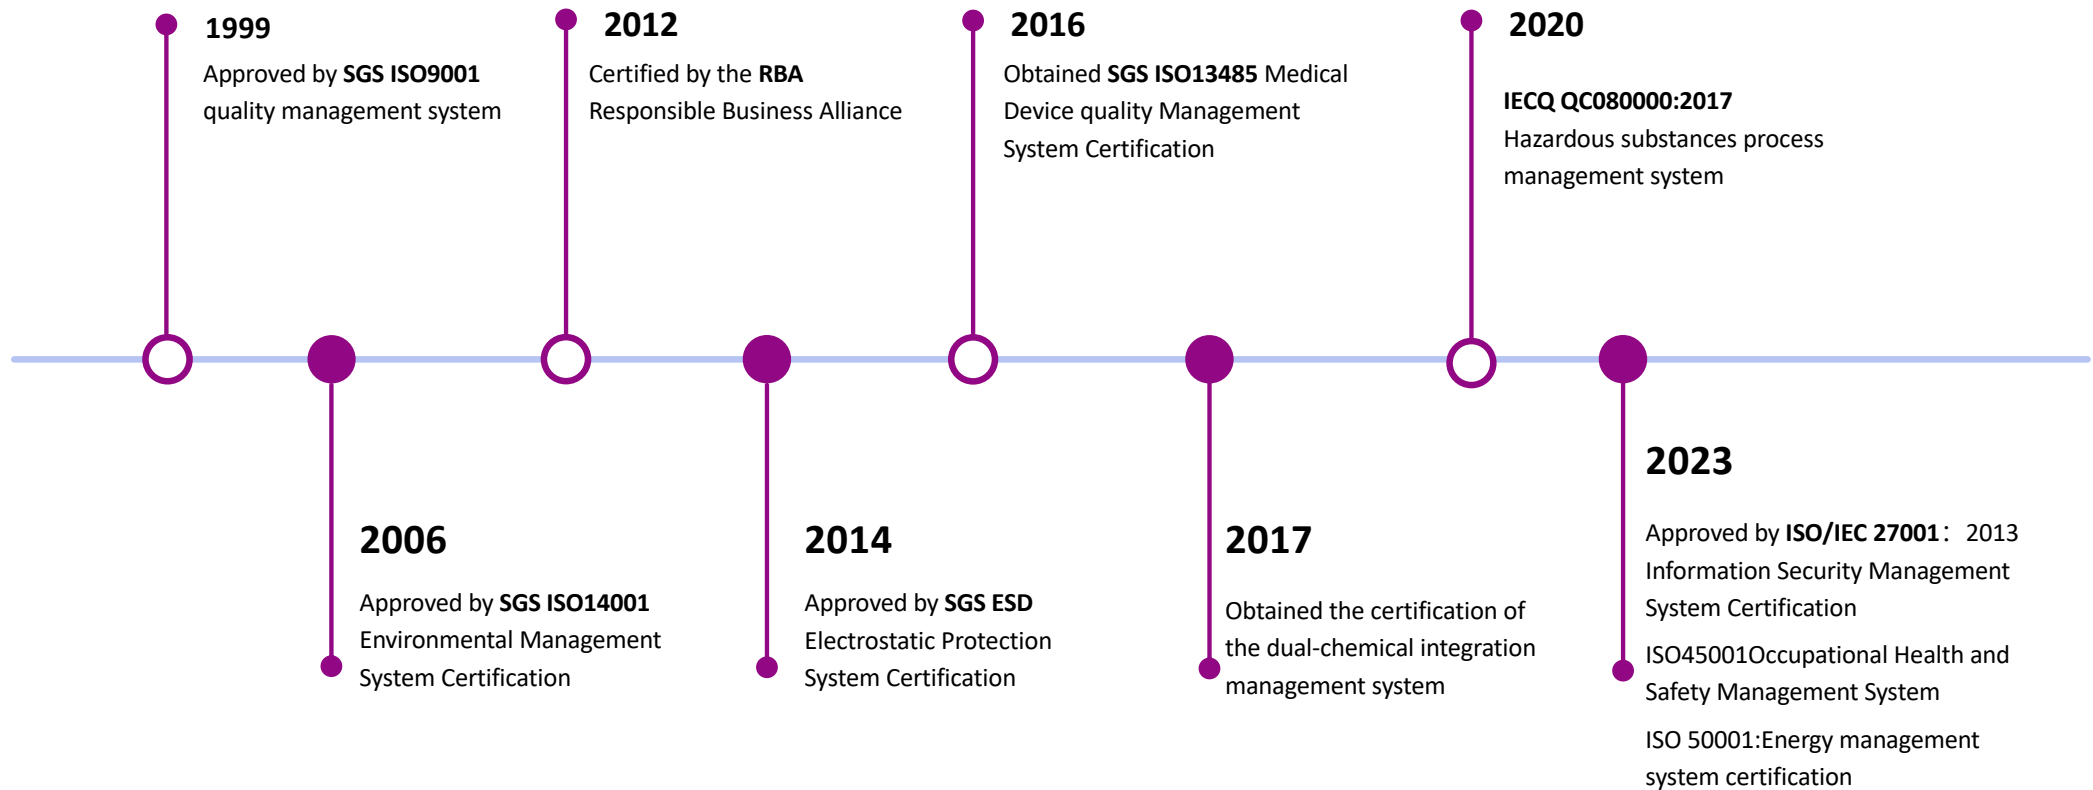 1999
Approved by SGS ISO9001
quality management system
2012
Certified by the RBA
Responsible Business Alliance
2016
Obtained SGS ISO13485 Medical
Device quality Management
System Certification
2020
IECQ QC080000:2017
Hazardous substances process
management system
2006
Approved by SGS ISO14001
Environmental Management
System Certification
2014
Approved by SGS ESD
Electrostatic Protection
System Certification
2017
Obtained the certification of
the dual-chemical integration
management system
2023
Approved by ISO/IEC 27001：2013
Information Security Management
System Certification
ISO45001Occupational Health and
Safety Management System
ISO 50001:Energy management
system certification